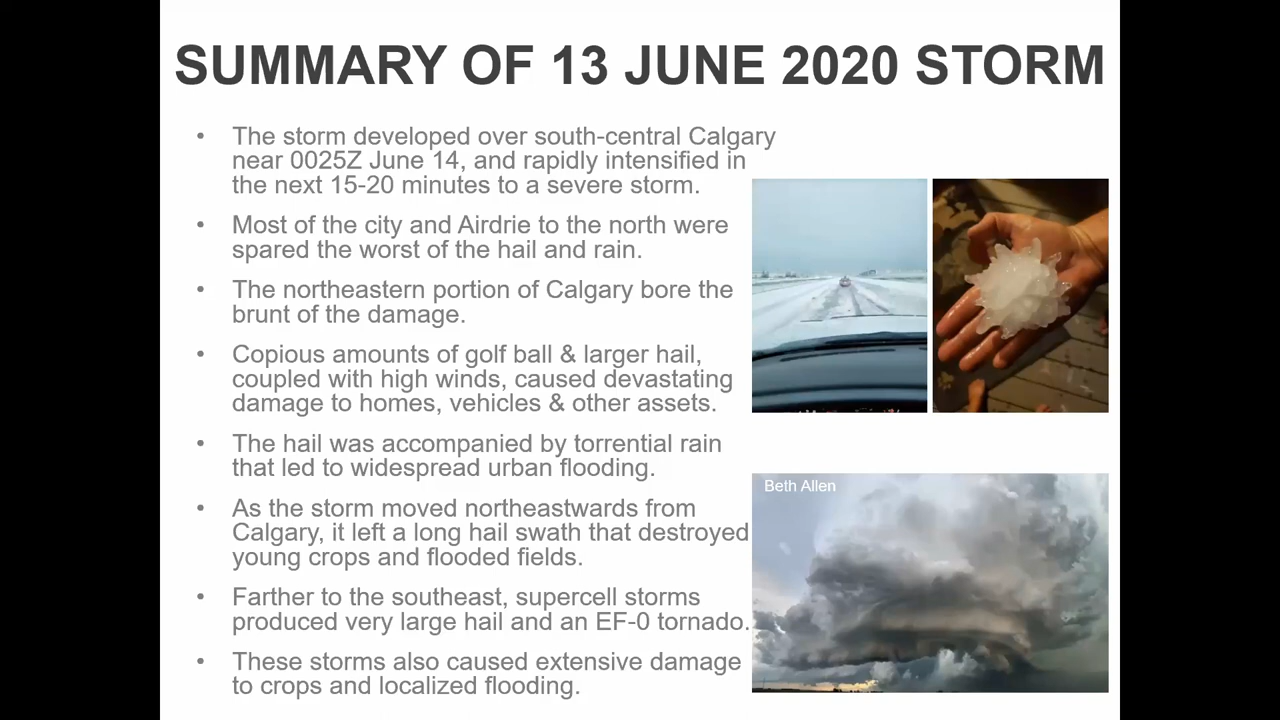 SUMMARY OF 13 JUNE 2020 STORM
• The storm developed over south-central Calgary
near 0025Z June 14, and rapidly intensified in
the next 15-20 minutes to a severe storm.
• Most of the city and Airdrie to the north were
spared the worst of the hail and rain.
• The northeastern portion of Calgary bore the
brunt of the damage.
• Copious amounts of golf ball & larger hail,
coupled with high winds, caused devastating
damage to homes, vehicles & other assets.
• The hail was accompanied by torrential rain
that led to widespread urban flooding.
• As the storm moved northeastwards from
Calgary, it left a long hail swath that destroyed
young crops and flooded fields.
• Farther to the southeast, supercell storms
produced very large hail and an EF-0 tornado.
• These storms also caused extensive damage
to crops and localized flooding.
Beth Allen